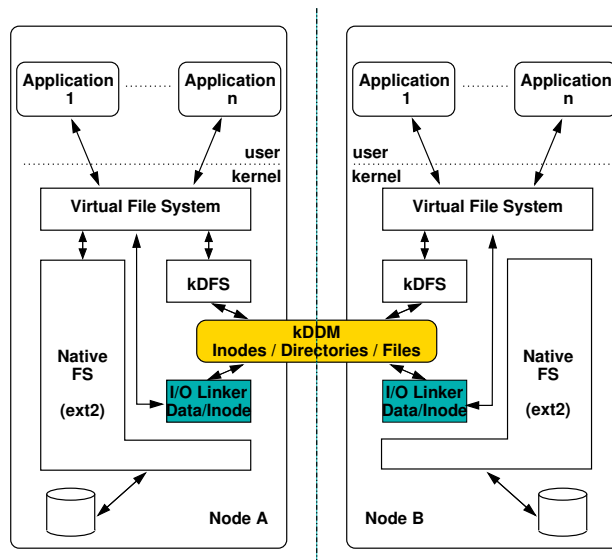 Application
1
Application
n
Application
1
Application
n
user
kernel
user
kernel
Virtual File System
Virtual File System
kDFS
kDFS
kDDM
Inodes / Directories / Files
Native
FS
(ext2)
I/O Linker
Data/Inode
I/O Linker
Data/Inode
Native
FS
(ext2)
Node A
Node B